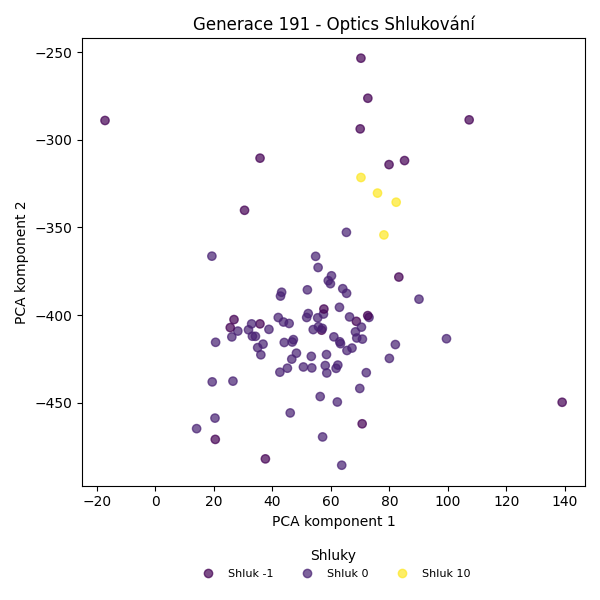 Generace 191 - Optics Shlukování
PCA komponent 2
−250
−300
−350
−400
−450
−20 0 20 40 60 80 100 120 140
PCA komponent 1
Shluky
Shluk -1 Shluk 0 Shluk 10